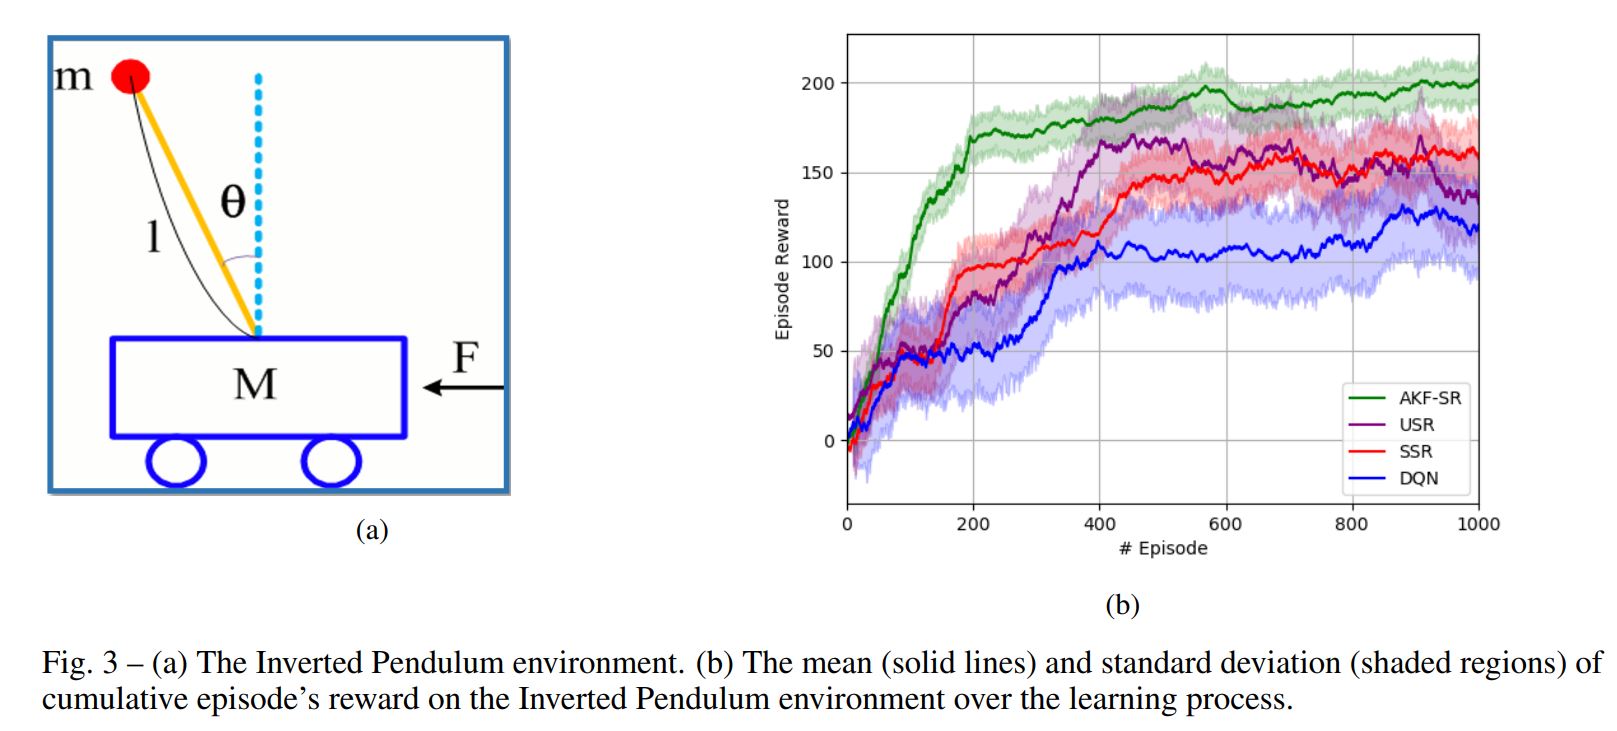 m
θ
l
M
F
(a)
Episode Reward
200
150
100
50
0
0 200 400 600 800 1000
# Episode
AKF-SR
USR
SSR
DQN
(b)
Fig. 3 – (a) The Inverted Pendulum environment. (b) The mean (solid lines) and standard deviation (shaded regions) of
cumulative episode's reward on the Inverted Pendulum environment over the learning process.